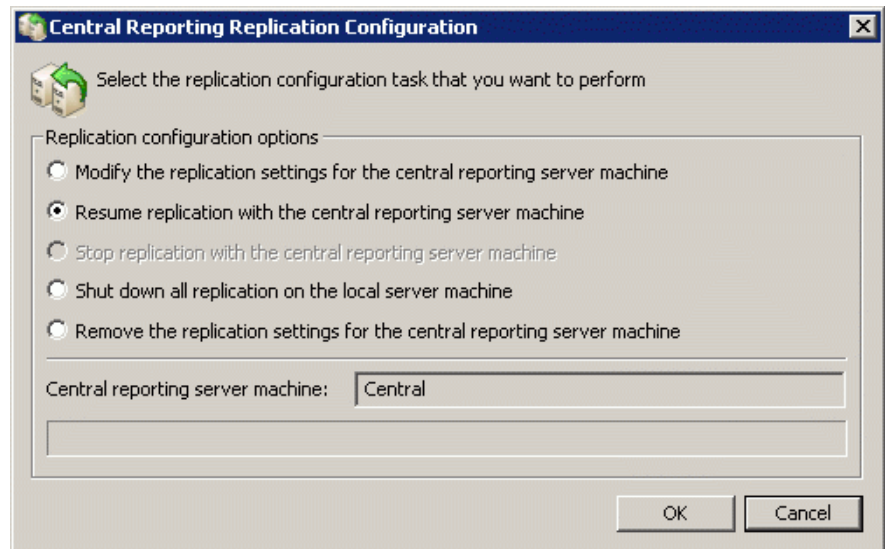 Central Reporting Replication Configuration
Select the replication configuration task that you want to perform
Replication configuration options
Modify the replication settings for the central reporting server machine
Resume replication with the central reporting server machine
Stop replication with the central reporting server machine
Shut down all replication on the local server machine
Remove the replication settings for the central reporting server machine
Central reporting server machine: Central
OK Cancel